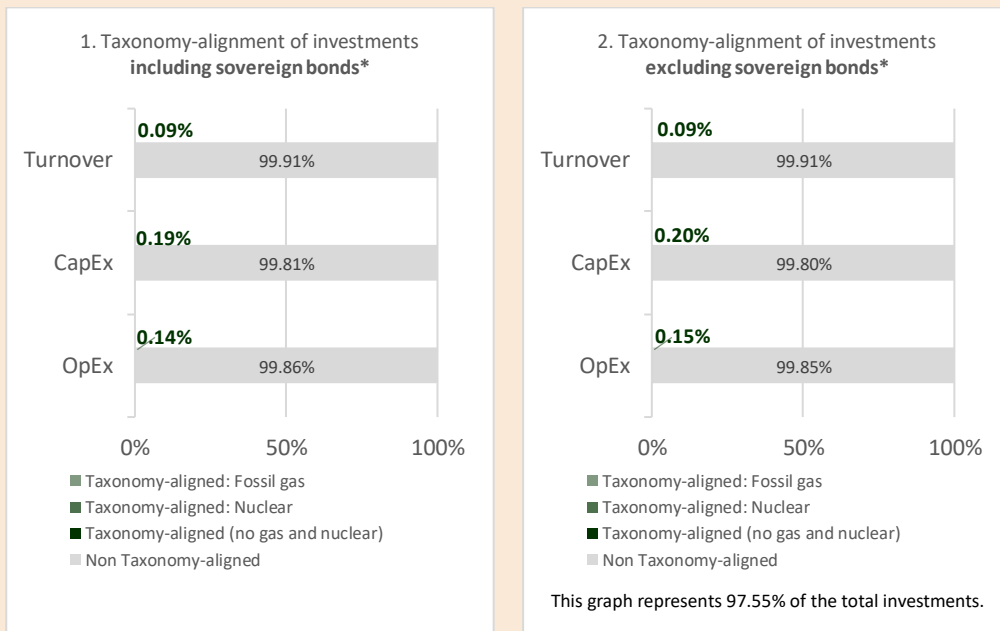 1. Taxonomy-alignment of investments
including sovereign bonds*
0.09%
Turnover
99.91%
0.19%
CapEx
99.81%
0.14%
OpEx
99.86%
0%
50%
100%
Taxonomy-aligned: Fossil gas
Taxonomy-aligned: Nuclear
Taxonomy-aligned (no gas and nuclear)
Non Taxonomy-aligned
2. Taxonomy-alignment of investments
excluding sovereign bonds*
0.09%
Turnover
99.91%
0.20%
CapEx
99.80%
0.15%
OpEx
99.85%
0%
50%
100%
Taxonomy-aligned: Fossil gas
Taxonomy-aligned: Nuclear
Taxonomy-aligned (no gas and nuclear)
Non Taxonomy-aligned
This graph represents 97.55% of the total investments.